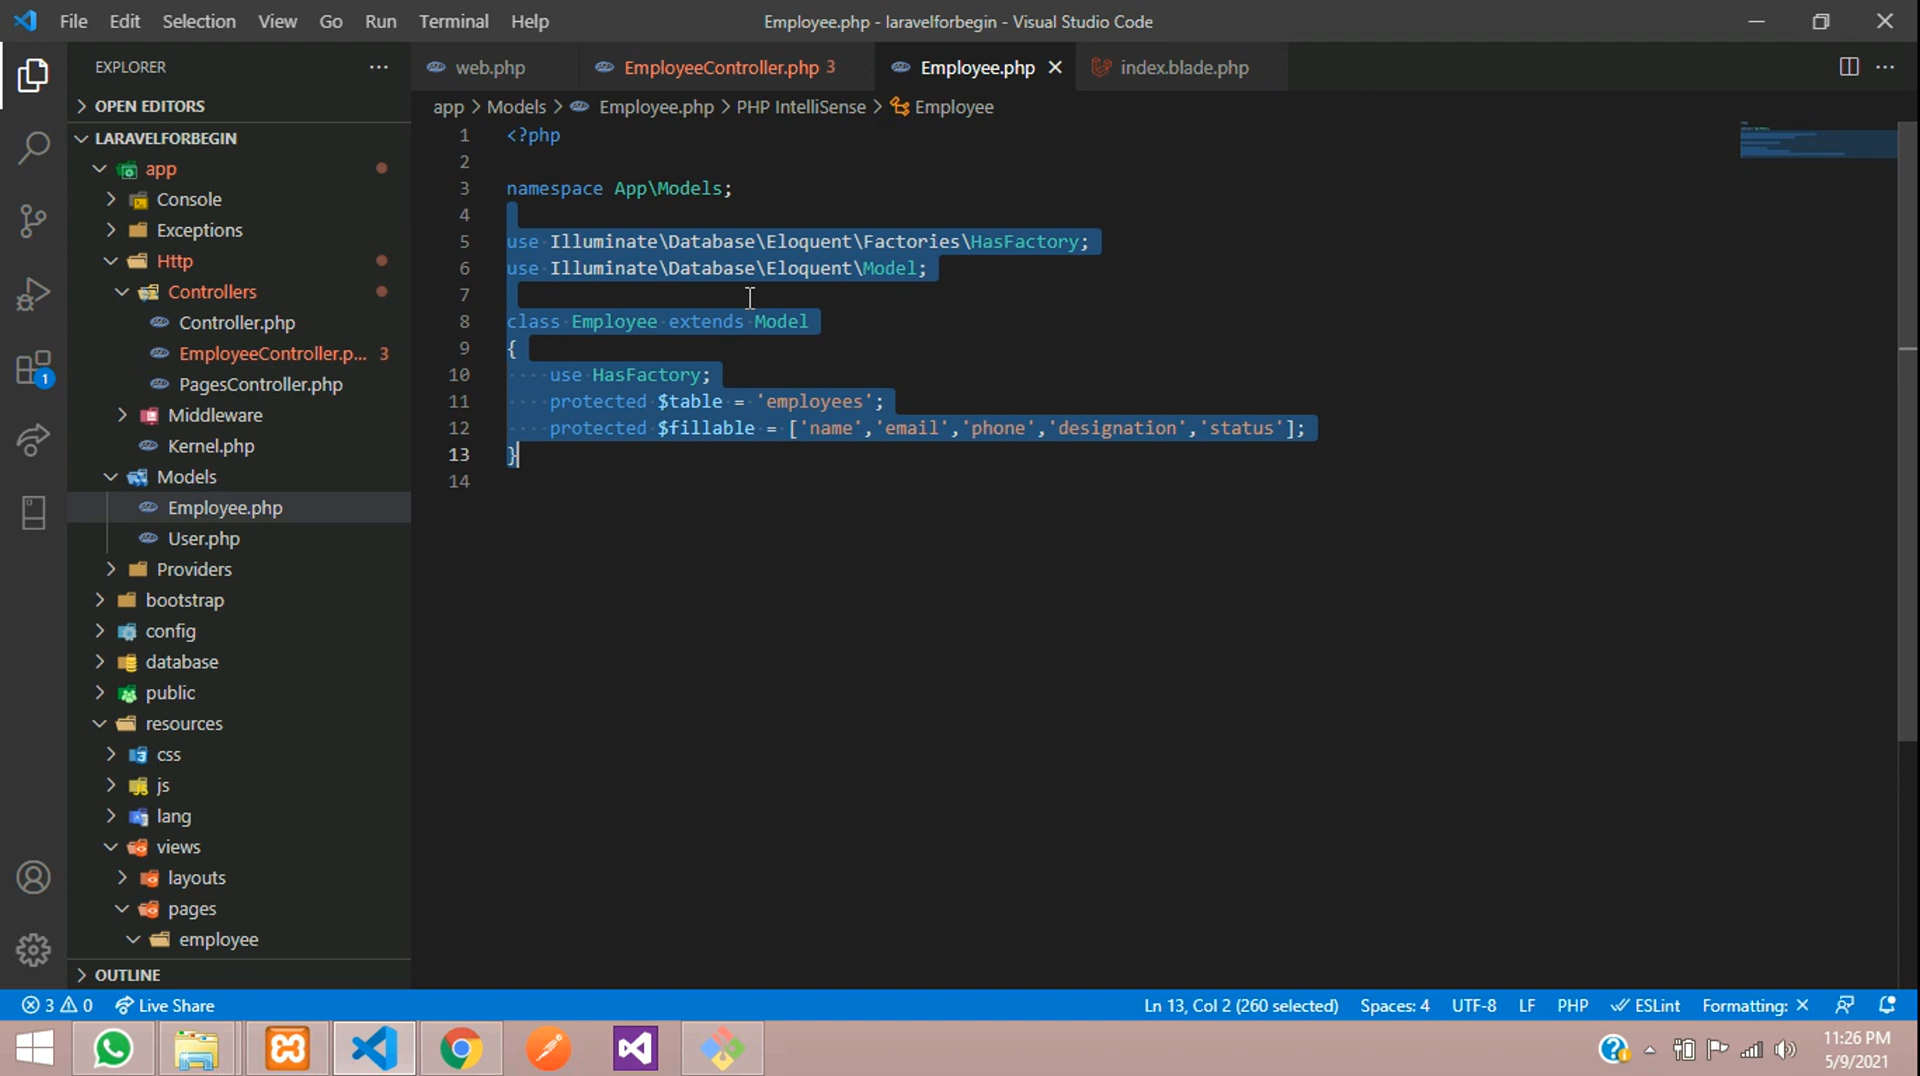 File Edit Selection View Go Run Terminal Help
Employee.php - laravelforbegin - Visual Studio Code
EXPLORER
OPEN EDITORS
LARAVELFORBEGIN
app
Console
Exceptions
Http
Controllers
Controller.php
EmployeeController.p... 3
PagesController.php
Middleware
Kernel.php
Models
Employee.php
User.php
Providers
bootstrap
config
database
public
resources
css
js
lang
views
layouts
pages
employee
OUTLINE
web.php
EmployeeController.php 3
Employee.php
index.blade.php
app > Models > Employee.php > PHP IntelliSense > Employee
1 <?php
2
3 namespace App\Models;
4
5 use Illuminate\Database\Eloquent\Factories\HasFactory;
6 use Illuminate\Database\Eloquent\Model;
7
8 class Employee extends Model
9 {
10 use HasFactory;
11 protected $table = 'employees';
12 protected $fillable = ['name','email','phone','designation','status'];
13 }
14
1
3 0 Live Share
Ln 13, Col 2 (260 selected) Spaces: 4 UTF-8 LF PHP ESLint Formatting: ×
11:26 PM
5/9/2021